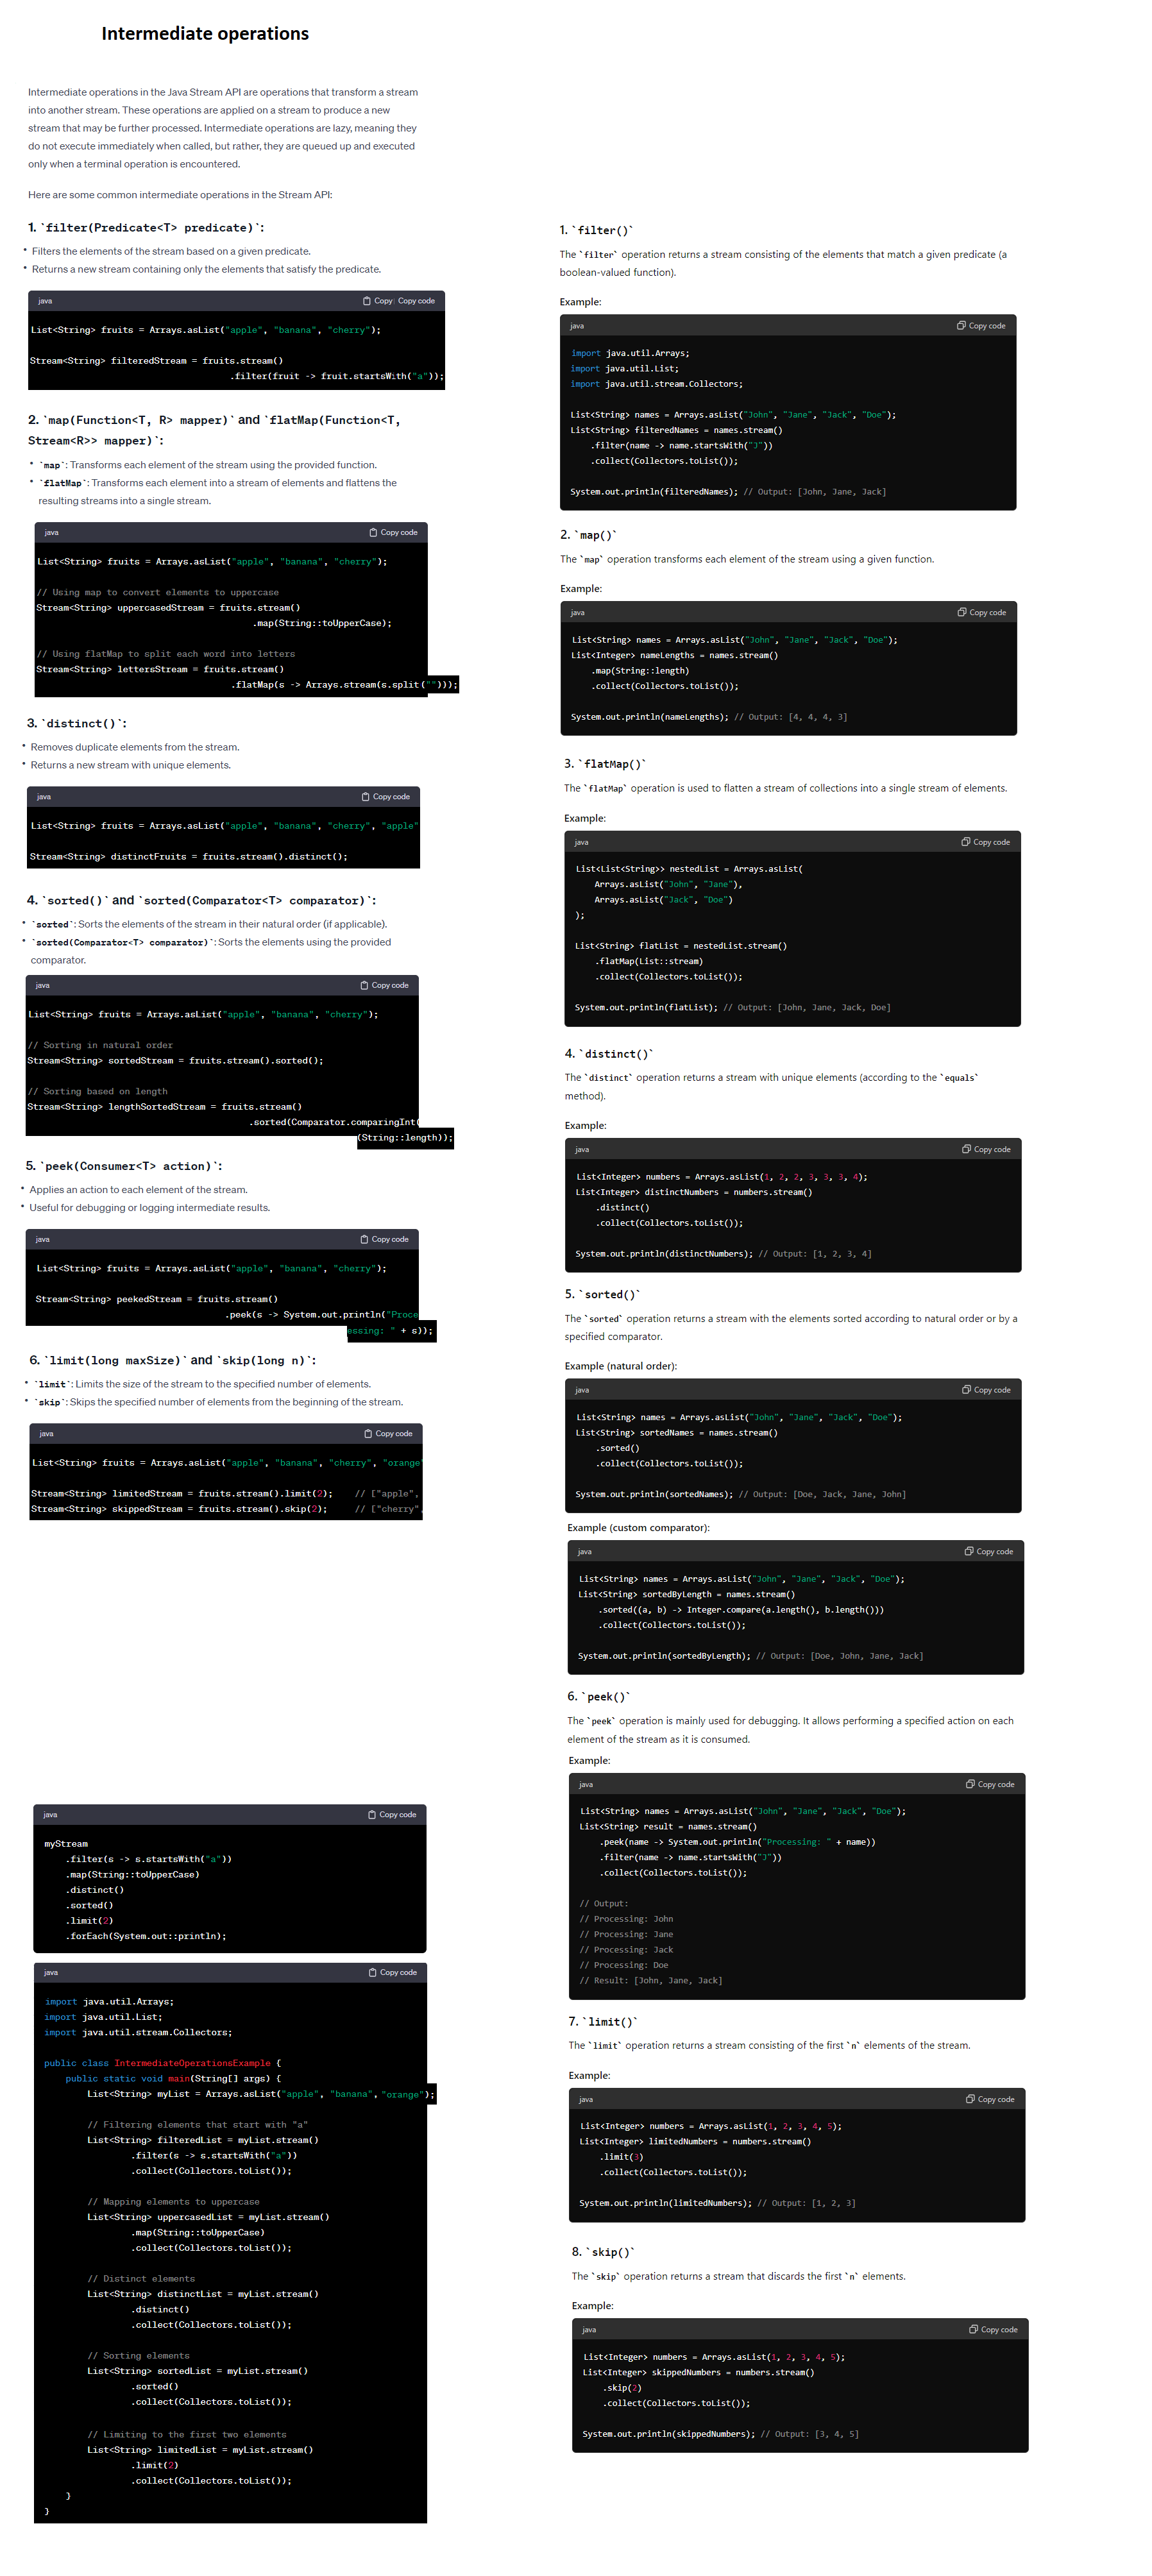 Intermediate operations
Intermediate operations in the Java Stream API are operations that transform a stream
into another stream. These operations are applied on a stream to produce a new
stream that may be further processed. Intermediate operations are lazy, meaning they
do not execute immediately when called, but rather, they are queued up and executed
only when a terminal operation is encountered.
Here are some common intermediate operations in the Stream API:
1. `filter(Predicate<T> predicate)`:
• Filters the elements of the stream based on a given predicate.
• Returns a new stream containing only the elements that satisfy the predicate.
java Copy Copy code
List<String> fruits = Arrays.asList("apple", "banana", "cherry");
Stream<String> filteredStream = fruits.stream()
.filter(fruit -> fruit.startsWith("a"));
2. `map(Function<T, R> mapper)` and `flatMap(Function<T,
Stream<R>> mapper)`:
• `map`: Transforms each element of the stream using the provided function.
• `flatMap`: Transforms each element into a stream of elements and flattens the
resulting streams into a single stream.
java Copy code
List<String> fruits = Arrays.asList("apple", "banana", "cherry");
// Using map to convert elements to uppercase
Stream<String> uppercasedStream = fruits.stream()
.map(String::toUpperCase);
// Using flatMap to split each word into letters
Stream<String> lettersStream = fruits.stream()
.flatMap(s -> Arrays.stream(s.split("")));
3. `distinct()`:
• Removes duplicate elements from the stream.
• Returns a new stream with unique elements.
java Copy code
List<String> fruits = Arrays.asList("apple", "banana", "cherry", "apple"
Stream<String> distinctFruits = fruits.stream().distinct();
4. `sorted()` and `sorted(Comparator<T> comparator)`:
• `sorted`: Sorts the elements of the stream in their natural order (if applicable).
• `sorted(Comparator<T> comparator)`: Sorts the elements using the provided
comparator.
java Copy code
List<String> fruits = Arrays.asList("apple", "banana", "cherry");
// Sorting in natural order
Stream<String> sortedStream = fruits.stream().sorted();
// Sorting based on length
Stream<String> lengthSortedStream = fruits.stream()
.sorted(Comparator.comparingInt(
(String::length));
5. `peek(Consumer<T> action)`:
• Applies an action to each element of the stream.
• Useful for debugging or logging intermediate results.
java Copy code
List<String> fruits = Arrays.asList("apple", "banana", "cherry");
Stream<String> peekedStream = fruits.stream()
.peek(s -> System.out.println("Proce
essing: " + s));
6. `limit(long maxSize)` and `skip(long n)`:
• `limit`: Limits the size of the stream to the specified number of elements.
• `skip`: Skips the specified number of elements from the beginning of the stream.
java Copy code
List<String> fruits = Arrays.asList("apple", "banana", "cherry", "orange"
Stream<String> limitedStream = fruits.stream().limit(2); // ["apple",
Stream<String> skippedStream = fruits.stream().skip(2); // ["cherry",
java Copy code
myStream
.filter(s -> s.startsWith("a"))
.map(String::toUpperCase)
.distinct()
.sorted()
.limit(2)
.forEach(System.out::println);
java Copy code
import java.util.Arrays;
import java.util.List;
import java.util.stream.Collectors;
public class IntermediateOperationsExample {
public static void main(String[] args) {
List<String> myList = Arrays.asList("apple", "banana", "orange");
// Filtering elements that start with "a"
List<String> filteredList = myList.stream()
.filter(s -> s.startsWith("a"))
.collect(Collectors.toList());
// Mapping elements to uppercase
List<String> uppercasedList = myList.stream()
.map(String::toUpperCase)
.collect(Collectors.toList());
// Distinct elements
List<String> distinctList = myList.stream()
.distinct()
.collect(Collectors.toList());
// Sorting elements
List<String> sortedList = myList.stream()
.sorted()
.collect(Collectors.toList());
// Limiting to the first two elements
List<String> limitedList = myList.stream()
.limit(2)
.collect(Collectors.toList());
}
}
1. `filter()`
The `filter` operation returns a stream consisting of the elements that match a given predicate (a
boolean-valued function).
Example:
java Copy code
import java.util.Arrays;
import java.util.List;
import java.util.stream.Collectors;
List<String> names = Arrays.asList("John", "Jane", "Jack", "Doe");
List<String> filteredNames = names.stream()
.filter(name -> name.startsWith("J"))
.collect(Collectors.toList());
System.out.println(filteredNames); // Output: [John, Jane, Jack]
2. `map()`
The `map` operation transforms each element of the stream using a given function.
Example:
java Copy code
List<String> names = Arrays.asList("John", "Jane", "Jack", "Doe");
List<Integer> nameLengths = names.stream()
.map(String::length)
.collect(Collectors.toList());
System.out.println(nameLengths); // Output: [4, 4, 4, 3]
3. `flatMap()`
The `flatMap` operation is used to flatten a stream of collections into a single stream of elements.
Example:
java Copy code
List<List<String>> nestedList = Arrays.asList(
Arrays.asList("John", "Jane"),
Arrays.asList("Jack", "Doe")
);
List<String> flatList = nestedList.stream()
.flatMap(List::stream)
.collect(Collectors.toList());
System.out.println(flatList); // Output: [John, Jane, Jack, Doe]
4. `distinct()`
The `distinct` operation returns a stream with unique elements (according to the `equals`
method).
Example:
java Copy code
List<Integer> numbers = Arrays.asList(1, 2, 2, 3, 3, 3, 4);
List<Integer> distinctNumbers = numbers.stream()
.distinct()
.collect(Collectors.toList());
System.out.println(distinctNumbers); // Output: [1, 2, 3, 4]
5. `sorted()`
The `sorted` operation returns a stream with the elements sorted according to natural order or by a
specified comparator.
Example (natural order):
java Copy code
List<String> names = Arrays.asList("John", "Jane", "Jack", "Doe");
List<String> sortedNames = names.stream()
.sorted()
.collect(Collectors.toList());
System.out.println(sortedNames); // Output: [Doe, Jack, Jane, John]
Example (custom comparator):
java Copy code
List<String> names = Arrays.asList("John", "Jane", "Jack", "Doe");
List<String> sortedByLength = names.stream()
.sorted((a, b) -> Integer.compare(a.length(), b.length()))
.collect(Collectors.toList());
System.out.println(sortedByLength); // Output: [Doe, John, Jane, Jack]
6. `peek()`
The `peek` operation is mainly used for debugging. It allows performing a specified action on each
element of the stream as it is consumed.
Example:
java Copy code
List<String> names = Arrays.asList("John", "Jane", "Jack", "Doe");
List<String> result = names.stream()
.peek(name -> System.out.println("Processing: " + name))
.filter(name -> name.startsWith("J"))
.collect(Collectors.toList());
// Output:
// Processing: John
// Processing: Jane
// Processing: Jack
// Processing: Doe
// Result: [John, Jane, Jack]
7. `limit()`
The `limit` operation returns a stream consisting of the first `n` elements of the stream.
Example:
java Copy code
List<Integer> numbers = Arrays.asList(1, 2, 3, 4, 5);
List<Integer> limitedNumbers = numbers.stream()
.limit(3)
.collect(Collectors.toList());
System.out.println(limitedNumbers); // Output: [1, 2, 3]
8. `skip()`
The `skip` operation returns a stream that discards the first `n` elements.
Example:
java Copy code
List<Integer> numbers = Arrays.asList(1, 2, 3, 4, 5);
List<Integer> skippedNumbers = numbers.stream()
.skip(2)
.collect(Collectors.toList());
System.out.println(skippedNumbers); // Output: [3, 4, 5]